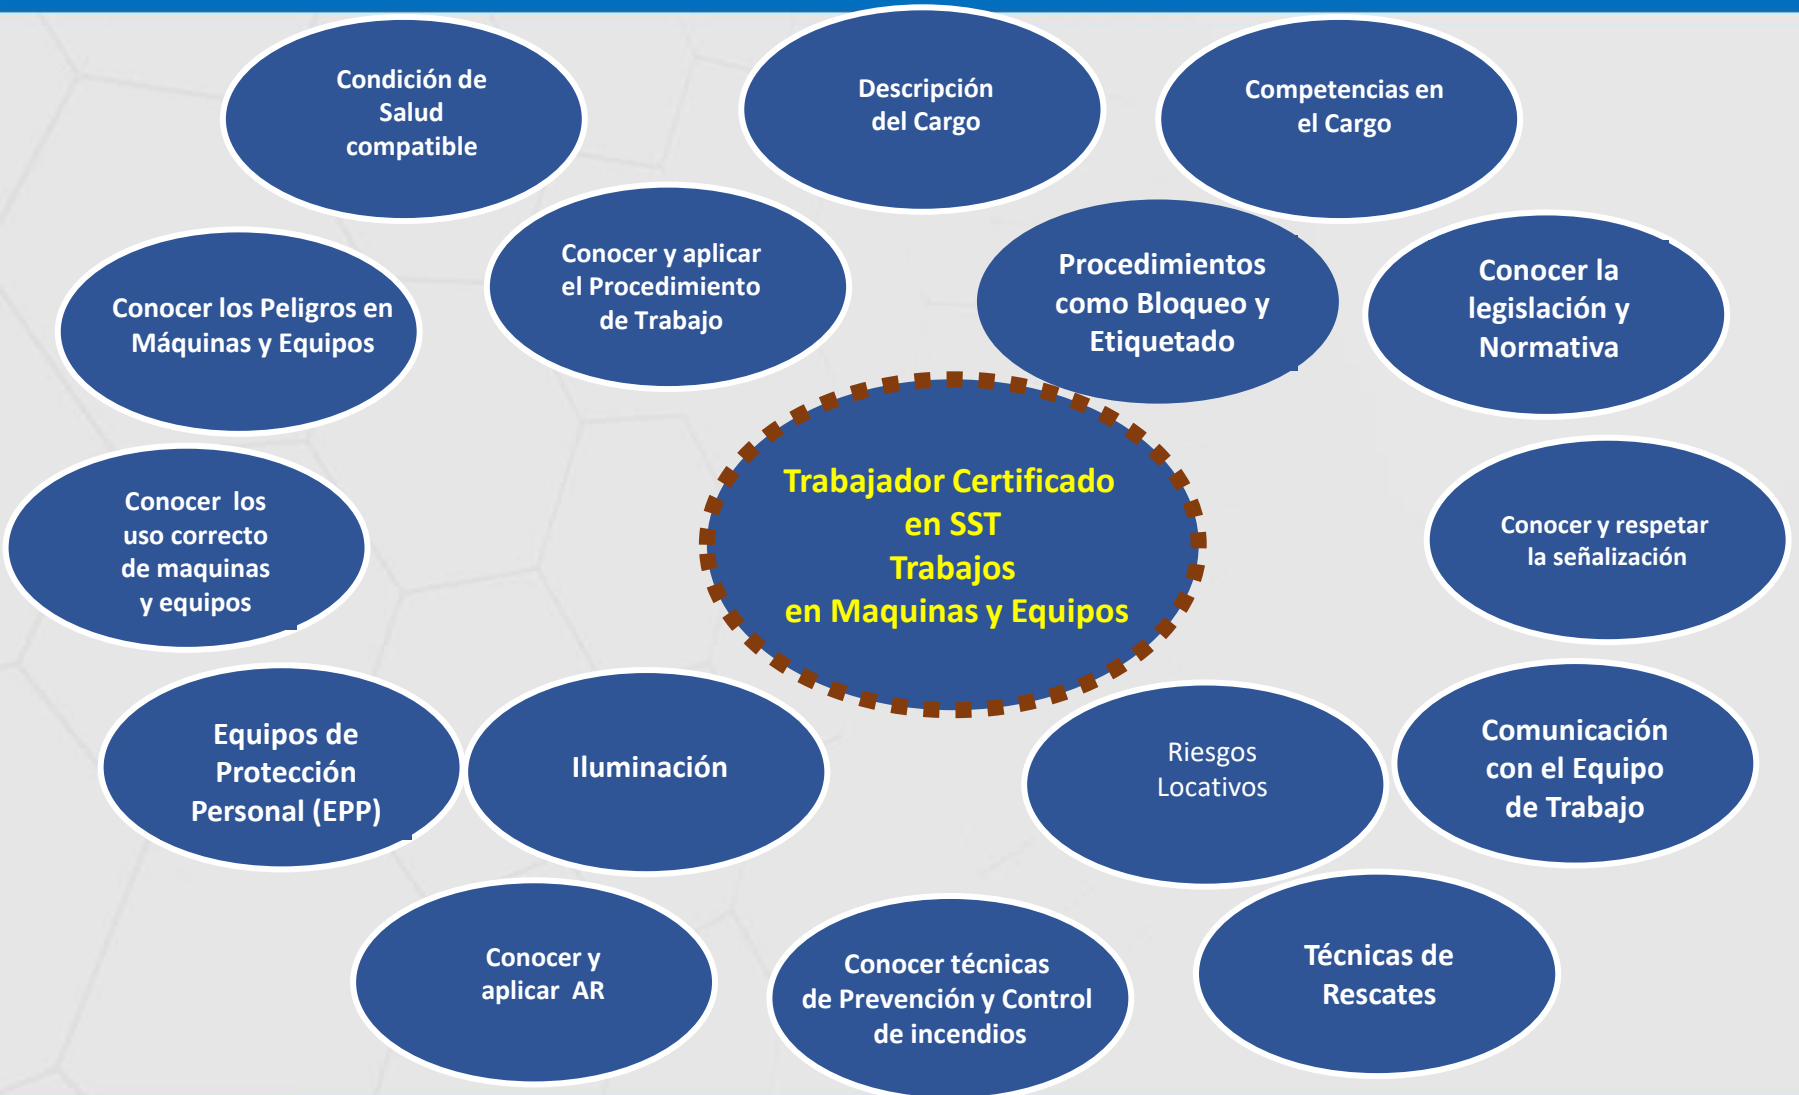 Condición de
Salud
compatible
Descripción
del Cargo
Competencias en
el Cargo
Conocer los Peligros en
Máquinas y Equipos
Conocer y aplicar
el Procedimiento
de Trabajo
Procedimientos
como Bloqueo y
Etiquetado
Conocer la
legislación y
Normativa
Conocer los
uso correcto
de maquinas
y equipos
Trabajador Certificado
en SST
Trabajos
en Maquinas y Equipos
Conocer y respetar
la señalización
Equipos de
Protección
Personal (EPP)
Iluminación
Riesgos
Locativos
Comunicación
con el Equipo
de Trabajo
Conocer y
aplicar AR
Conocer técnicas
de Prevención y Control
de incendios
Técnicas de
Rescates